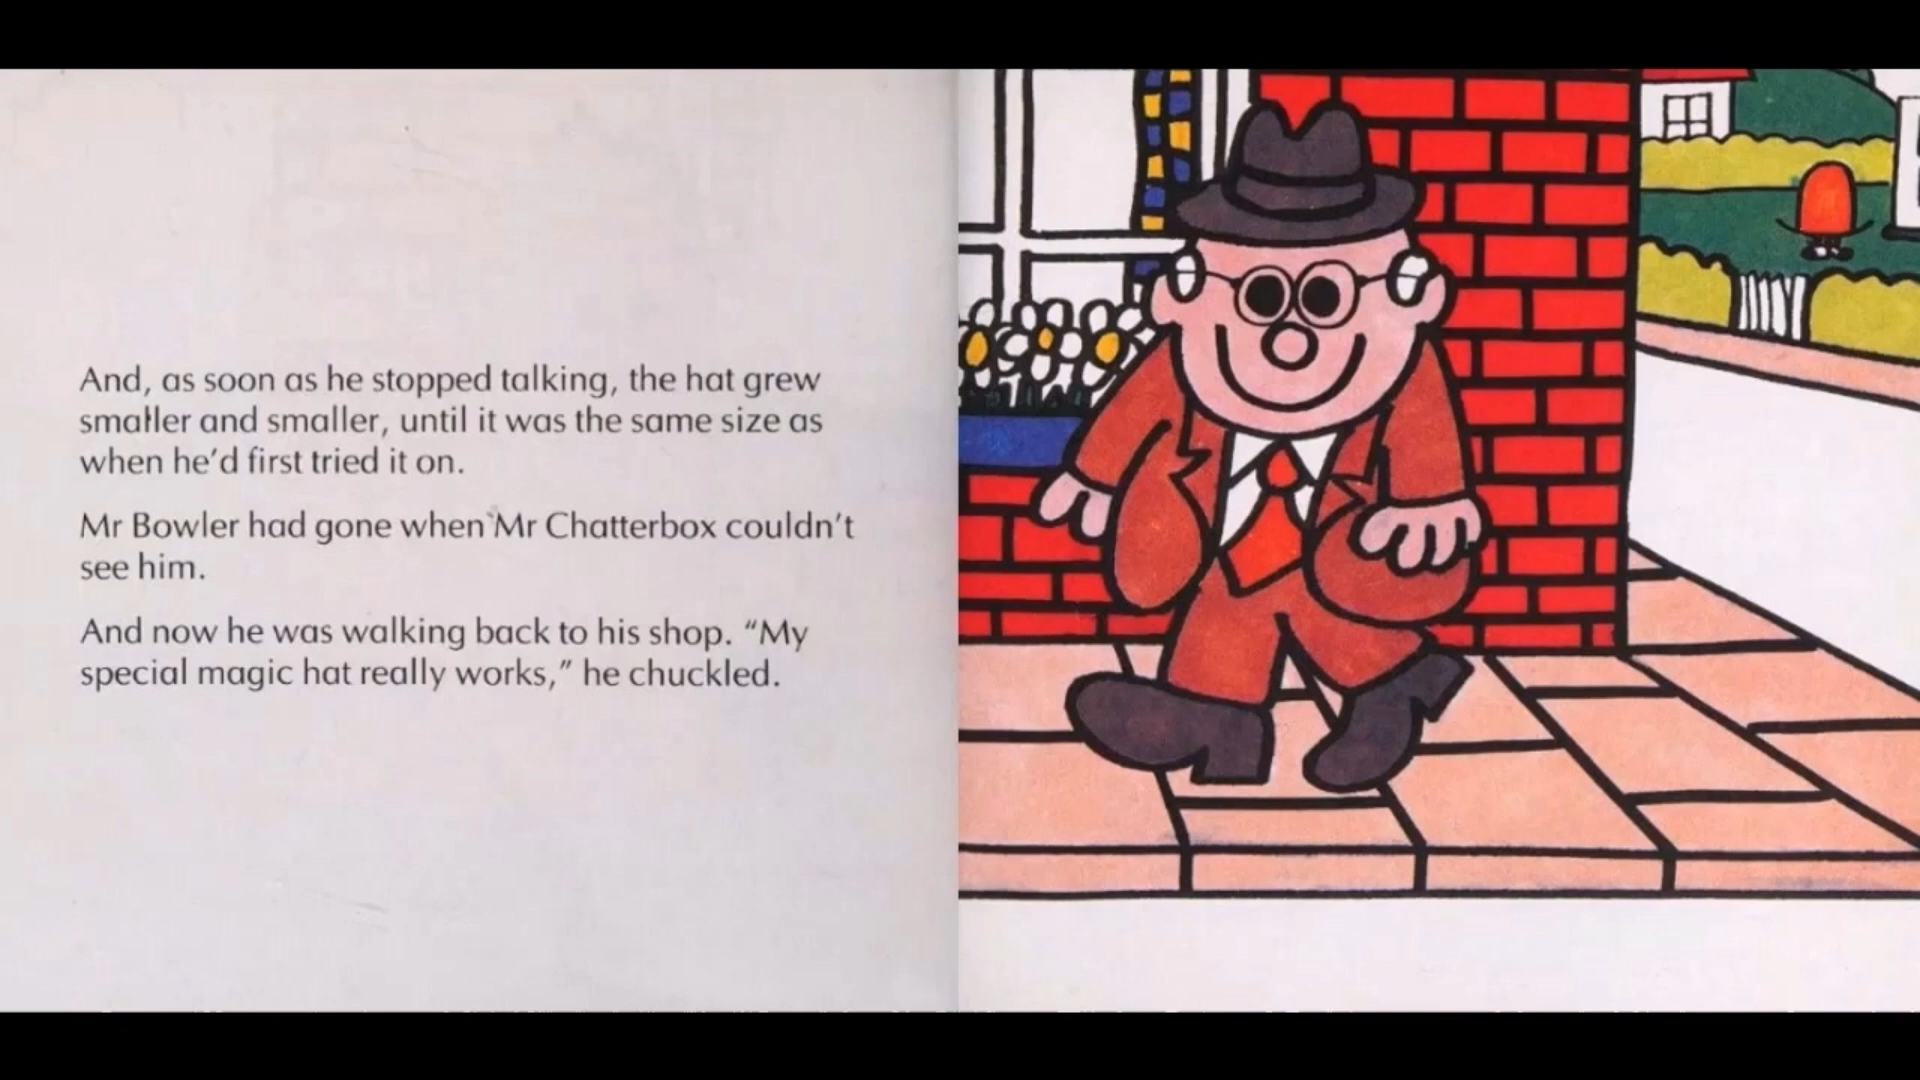 And, as soon as he stopped talking, the hat grew
smaller and smaller, until it was the same size as
when he’d first tried it on.
Mr Bowler had gone when Mr Chatterbox couldn’t
see him.
And now he was walking back to his shop. “My
special magic hat really works,” he chuckled.